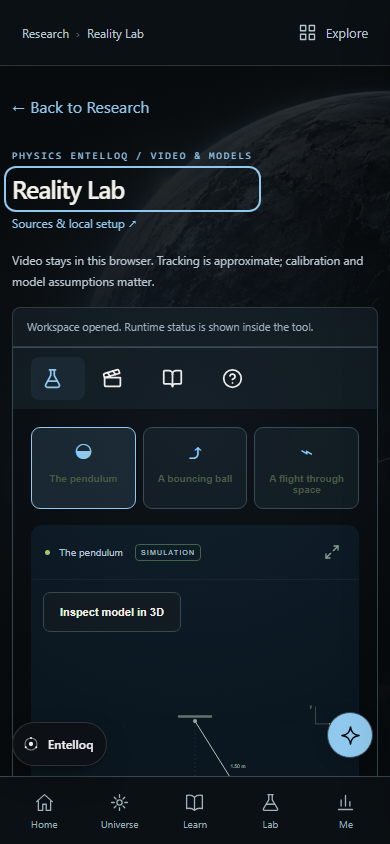 Research › Reality Lab
Explore
← Back to Research
PHYSICS ENTELLOQ / VIDEO & MODELS
Reality Lab
Sources & local setup ↗
Video stays in this browser. Tracking is approximate; calibration and
model assumptions matter.
Workspace opened. Runtime status is shown inside the tool.
The pendulum
A bouncing ball
A flight through
space
The pendulum
SIMULATION
Inspect model in 3D
y
1.50 m
Entelloq
Home
Universe
Learn
Lab
Me